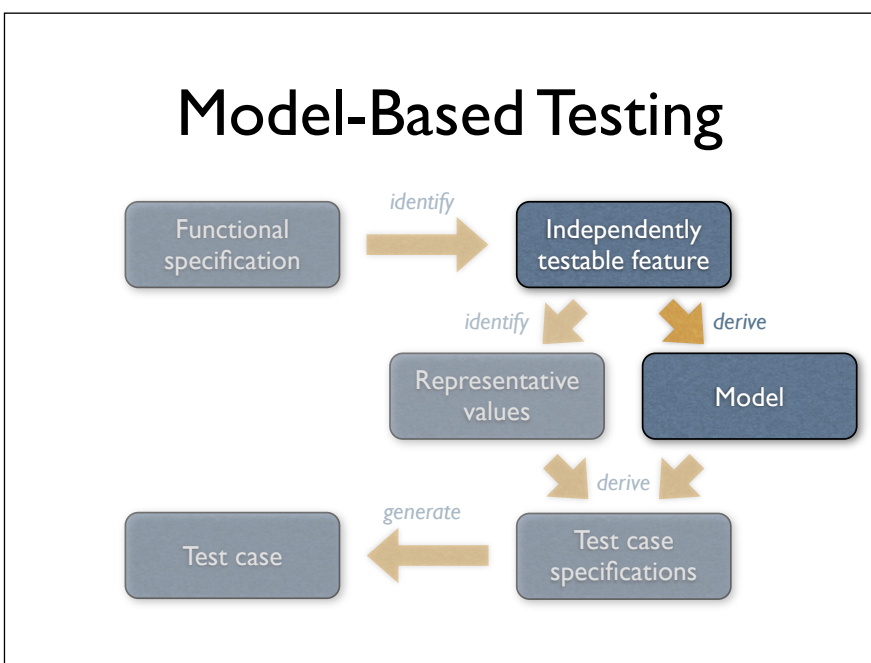 Model-Based Testing
identify
Functional
specification
Independently
testable feature
identify
derive
Representative
values
Model
derive
generate
Test case
Test case
specifications